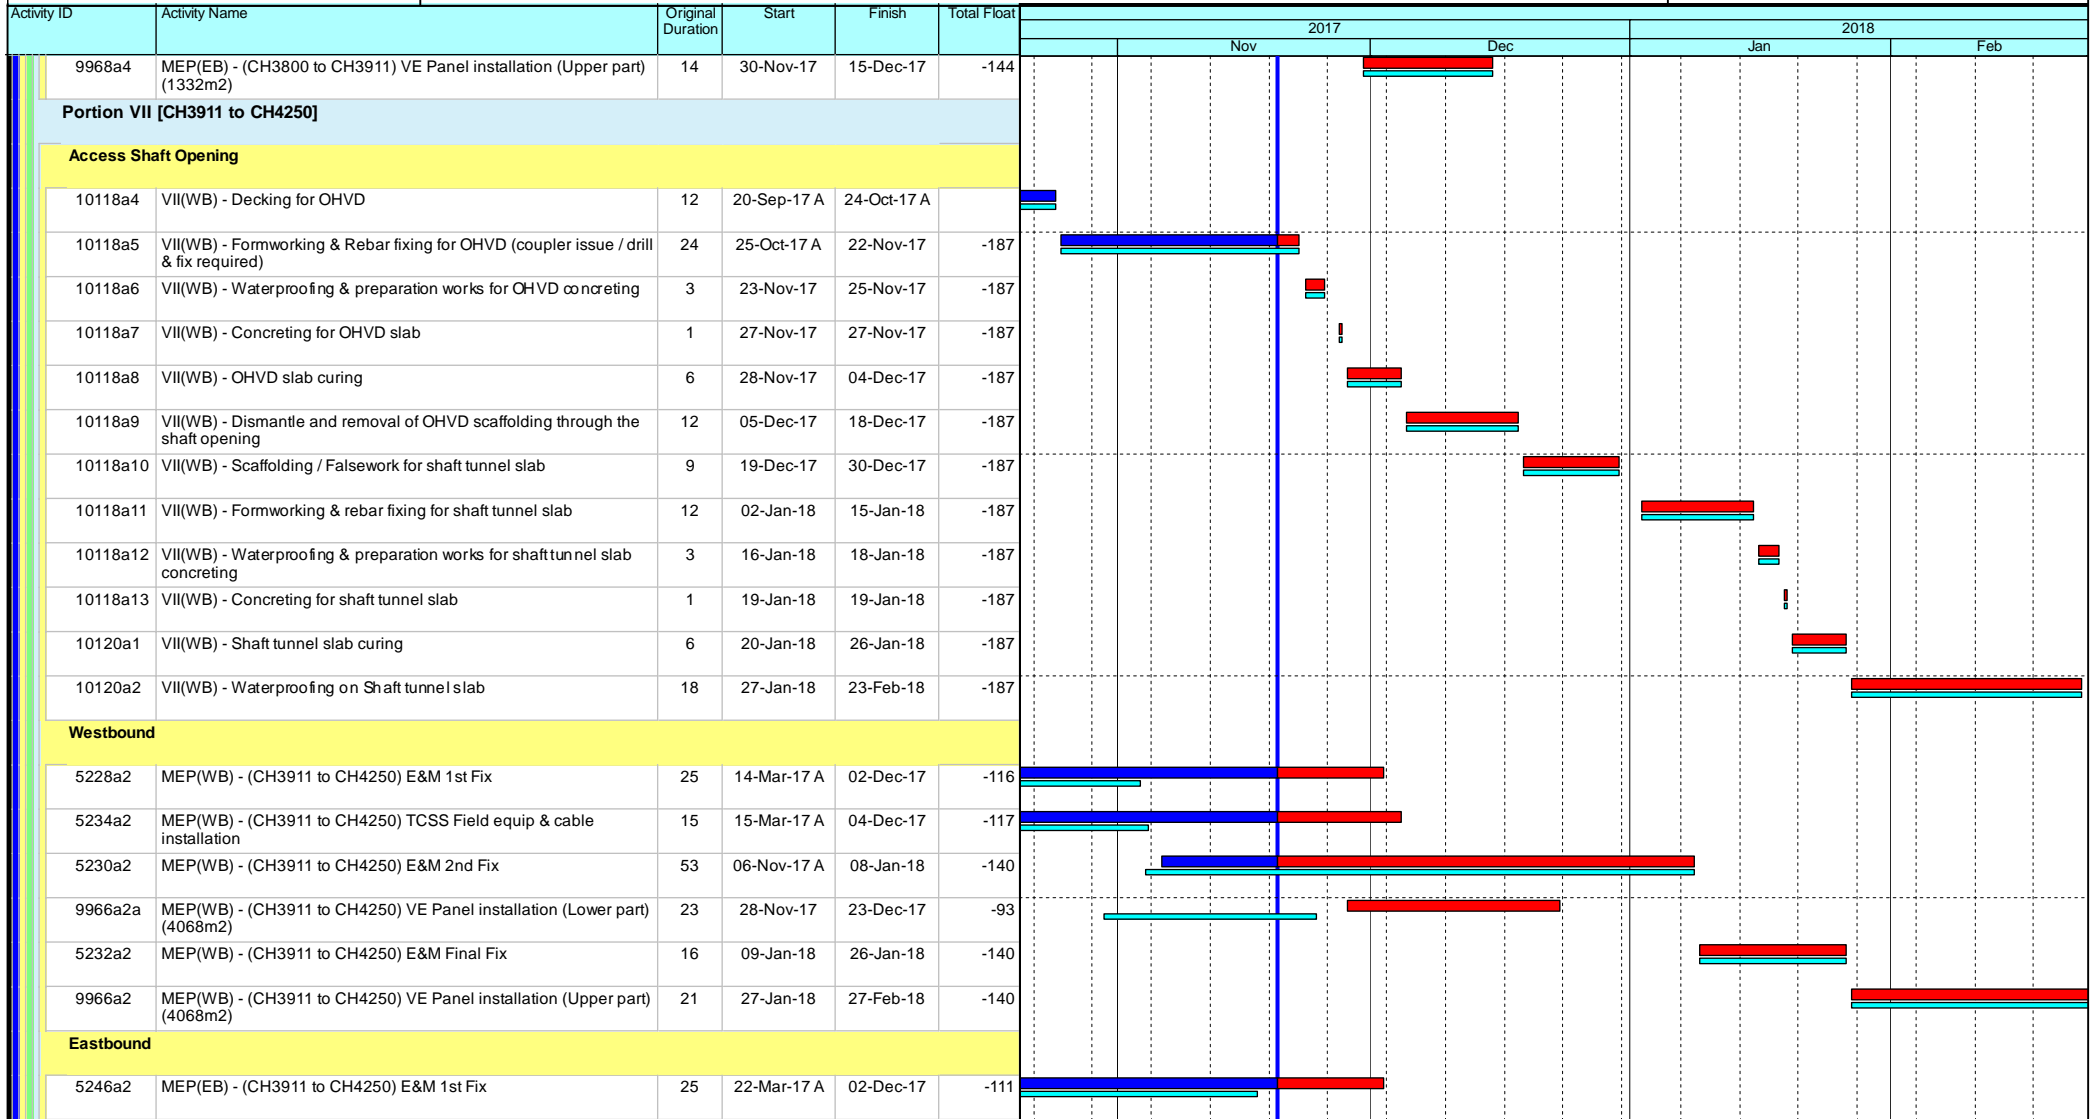 Activity ID Activity Name Original Start Finish Total Float
Duration
2017 2018
Nov Dec Jan Feb
9968a4 MEP(EB) - (CH3800 to CH3911) VE Panel installation (Upper part) 14 30-Nov-17 15-Dec-17 -144
(1332m2)
Portion VII [CH3911 to CH4250]
Access Shaft Opening
10118a4 VII(WB) - Decking for OHVD 12 20-Sep-17 A 24-Oct-17 A
10118a5 VII(WB) - Formworking & Rebar fixing for OHVD (coupler issue / drill 24 25-Oct-17 A 22-Nov-17 -187
& fix required)
10118a6 VII(WB) - Waterproofing & preparation works for OHVD concreting 3 23-Nov-17 25-Nov-17 -187
10118a7 VII(WB) - Concreting for OHVD slab 1 27-Nov-17 27-Nov-17 -187
10118a8 VII(WB) - OHVD slab curing 6 28-Nov-17 04-Dec-17 -187
10118a9 VII(WB) - Dismantle and removal of OHVD scaffolding through the 12 05-Dec-17 18-Dec-17 -187
shaft opening
10118a10 VII(WB) - Scaffolding / Falsework for shaft tunnel slab 9 19-Dec-17 30-Dec-17 -187
10118a11 VII(WB) - Formworking & rebar fixing for shaft tunnel slab 12 02-Jan-18 15-Jan-18 -187
10118a12 VII(WB) - Waterproofing & preparation works for shaft tunnel slab 3 16-Jan-18 18-Jan-18 -187
concreting
10118a13 VII(WB) - Concreting for shaft tunnel slab 1 19-Jan-18 19-Jan-18 -187
10120a1 VII(WB) - Shaft tunnel slab curing 6 20-Jan-18 26-Jan-18 -187
10120a2 VII(WB) - Waterproofing on Shaft tunnel slab 18 27-Jan-18 23-Feb-18 -187
Westbound
5228a2 MEP(WB) - (CH3911 to CH4250) E&M 1st Fix 25 14-Mar-17 A 02-Dec-17 -116
5234a2 MEP(WB) - (CH3911 to CH4250) TCSS Field equip & cable 15 15-Mar-17 A 04-Dec-17 -117
installation
5230a2 MEP(WB) - (CH3911 to CH4250) E&M 2nd Fix 53 06-Nov-17 A 08-Jan-18 -140
9966a2a MEP(WB) - (CH3911 to CH4250) VE Panel installation (Lower part) 23 28-Nov-17 23-Dec-17 -93
(4068m2)
5232a2 MEP(WB) - (CH3911 to CH4250) E&M Final Fix 16 09-Jan-18 26-Jan-18 -140
9966a2 MEP(WB) - (CH3911 to CH4250) VE Panel installation (Upper part) 21 27-Jan-18 27-Feb-18 -140
(4068m2)
Eastbound
5246a2 MEP(EB) - (CH3911 to CH4250) E&M 1st Fix 25 22-Mar-17 A 02-Dec-17 -111